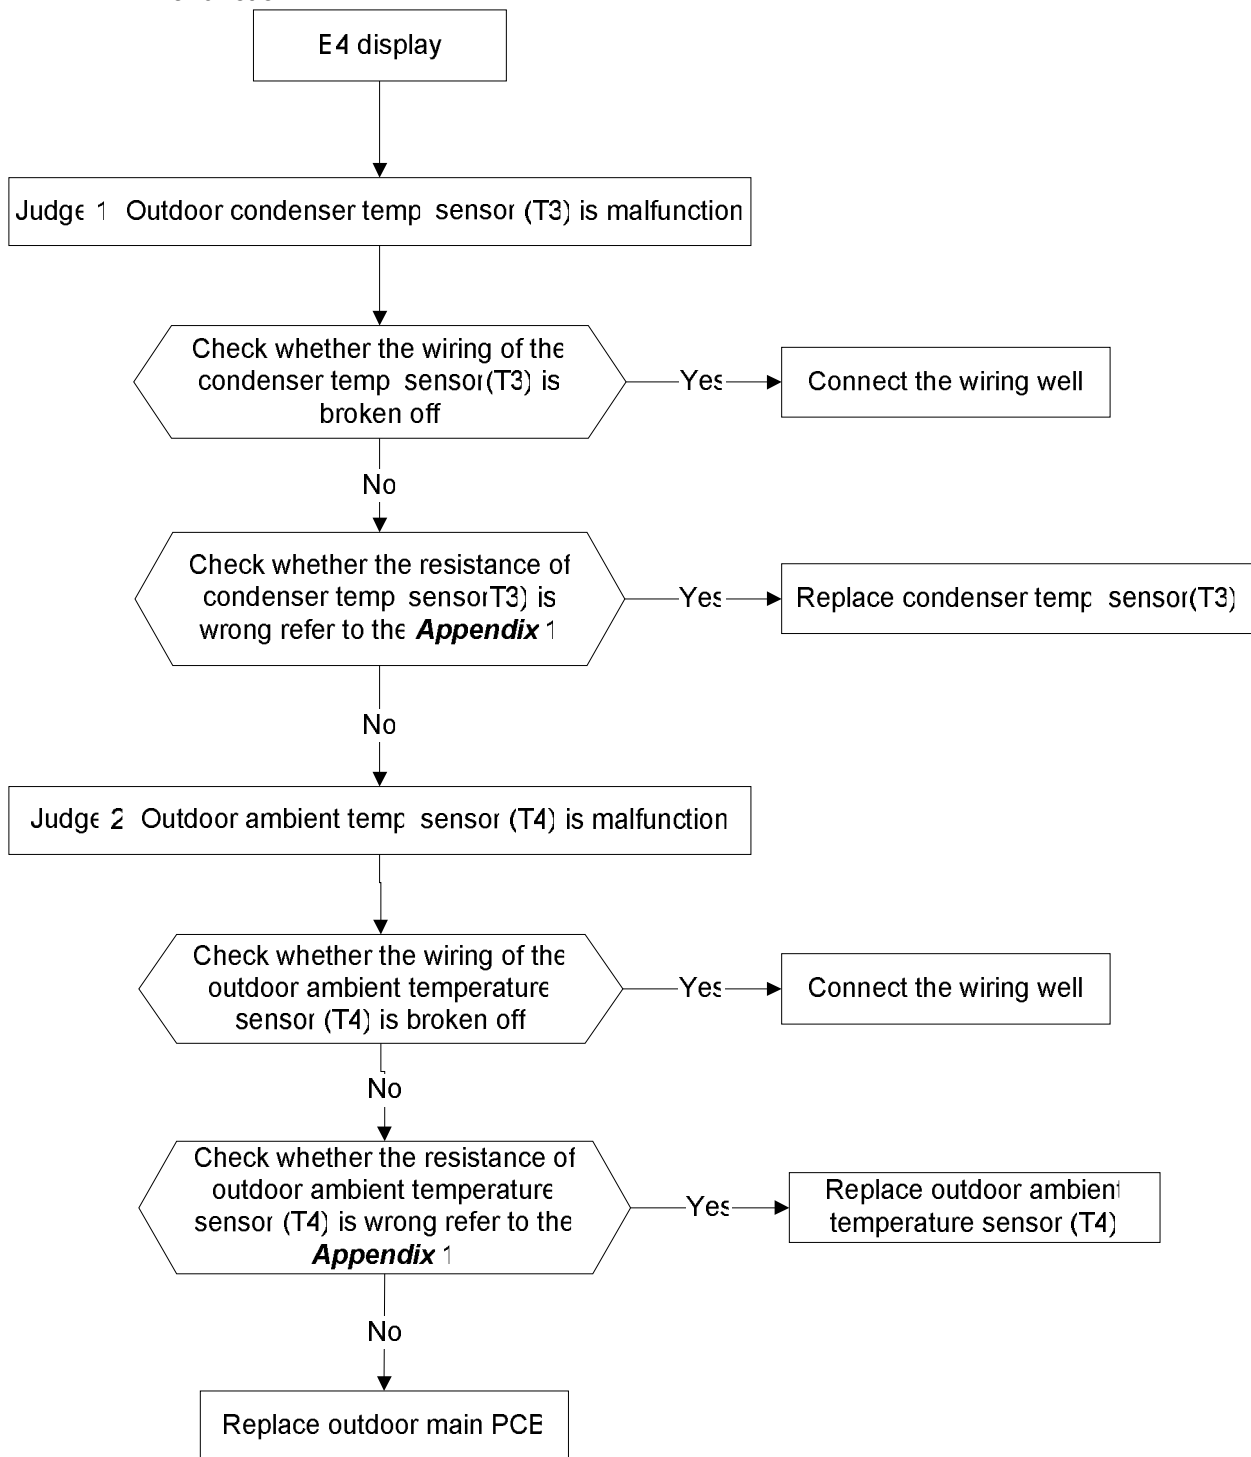 E4 display
Judge 1 Outdoor condenser temp sensor (T3) is malfunction
Check whether the wiring of the
condenser temp sensor(T3) is
broken off
Yes
Connect the wiring well
No
Check whether the resistance of
condenser temp sensorT3) is
wrong refer to the Appendix 1
Yes
Replace condenser temp sensor(T3)
No
Judge 2 Outdoor ambient temp sensor (T4) is malfunction
Check whether the wiring of the
outdoor ambient temperature
sensor (T4) is broken off
Yes
Connect the wiring well
No
Check whether the resistance of
outdoor ambient temperature
sensor (T4) is wrong refer to the
Appendix 1
Yes
Replace outdoor ambient
temperature sensor (T4)
No
Replace outdoor main PCB